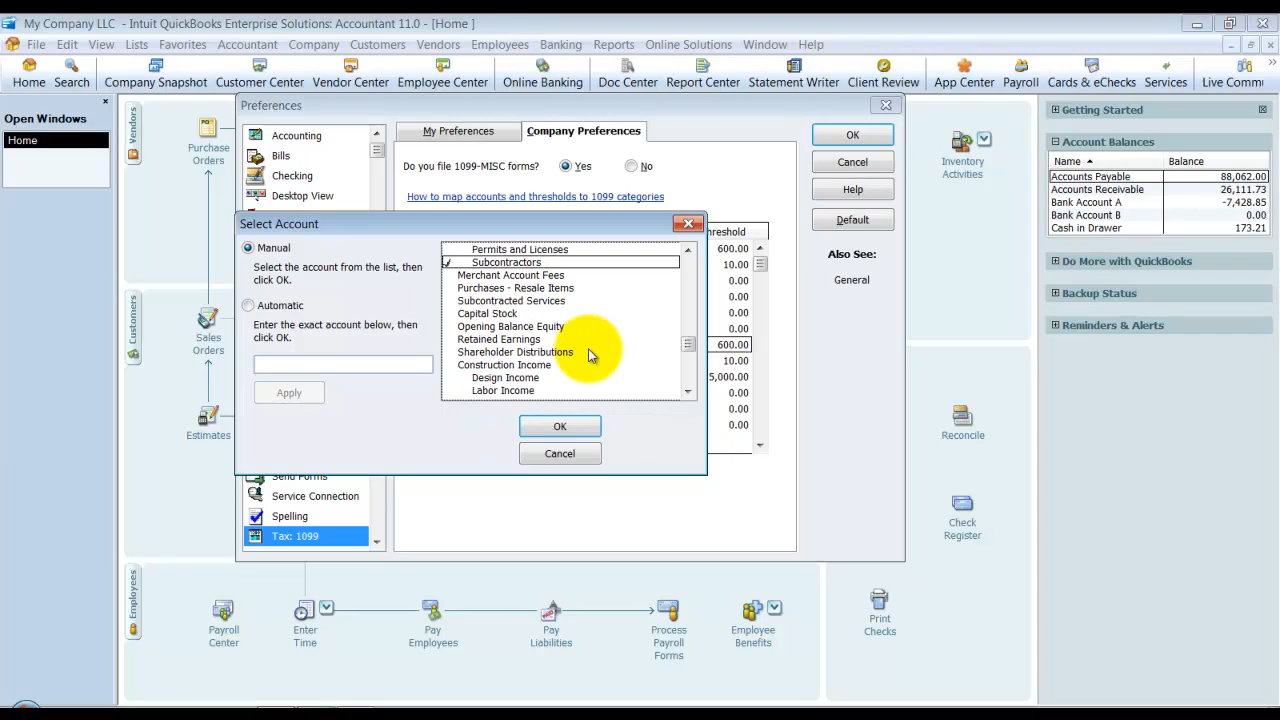 My Company LLC - Intuit QuickBooks Enterprise Solutions: Accountant 11.0 - [Home ]
File Edit View Lists Favorites Accountant Company Customers Vendors Employees Banking Reports Online Solutions Window Help
Home Search Company Snapshot Customer Center Vendor Center Employee Center Online Banking Doc Center Report Center Statement Writer Client Review App Center Payroll Cards & eChecks Services Live Comm
Open Windows
Home
Vendors
Purchase
Orders
Customers
Sales
Orders
Estimates
Employees
Payroll
Center
Enter
Time
Pay
Employees
Pay
Liabilities
Process
Payroll
Forms
Employee
Benefits
Preferences
Accounting
Bills
Checking
Desktop View
Send Forms
Service Connection
Spelling
Tax: 1099
My Preferences
Company Preferences
Do you file 1099-MISC forms? Yes No
How to map accounts and thresholds to 1099 categories
reshold
600.00
10.00
0.00
0.00
0.00
0.00
600.00
10.00
5,000.00
0.00
0.00
0.00
OK
Cancel
Help
Default
Also See:
General
Select Account
Manual
Select the account from the list, then
click OK.
Automatic
Enter the exact account below, then
click OK.
Apply
Permits and Licenses
Subcontractors
Merchant Account Fees
Purchases - Resale Items
Subcontracted Services
Capital Stock
Opening Balance Equity
Retained Earnings
Shareholder Distributions
Construction Income
Design Income
Labor Income
OK
Cancel
Inventory
Activities
Reconcile
Check
Register
Print
Checks
Getting Started
Account Balances
Name Balance
Accounts Payable 88,062.00
Accounts Receivable 26,111.73
Bank Account A -7,428.85
Bank Account B 0.00
Cash in Drawer 173.21
Do More with QuickBooks
Backup Status
Reminders & Alerts